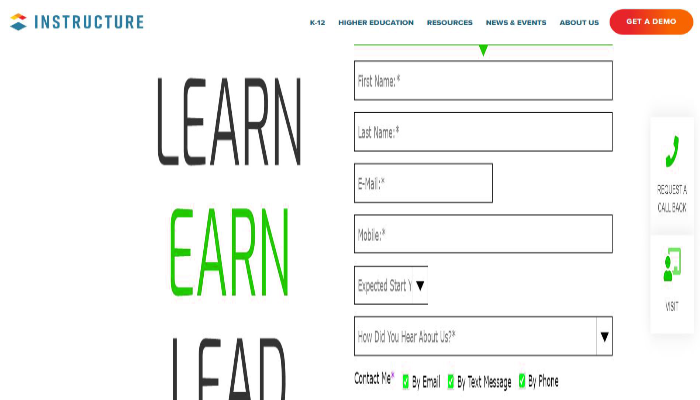 INSTRUCTURE
K-12 HIGHER EDUCATION RESOURCES NEWS & EVENTS ABOUT US GET A DEMO
LEARN
EARN
LEAD
First Name: *
Last Name:*
E-Mail:*
Mobile:*
Expected Start Y
How Did You Hear About Us?*
Contact Me* By Email By Text Message By Phone
REQUEST A
CALL BACK
VISIT